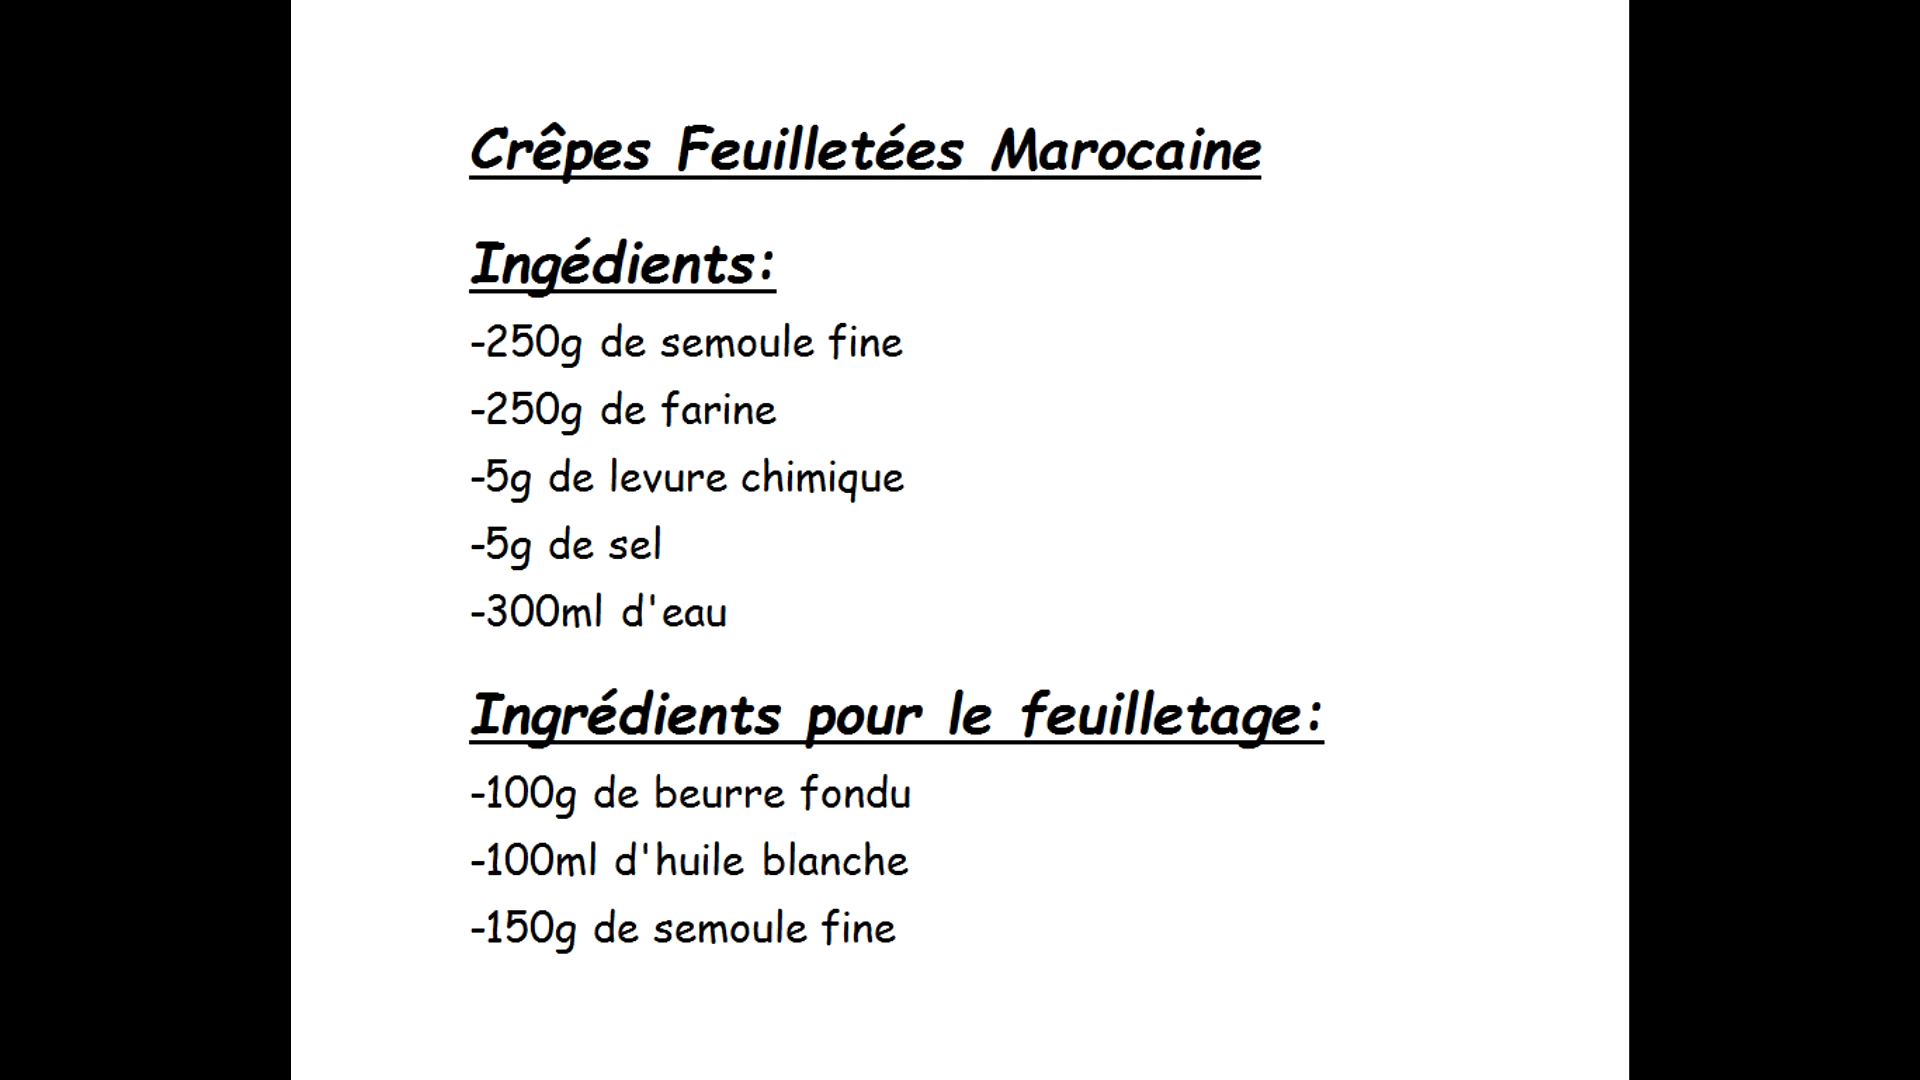 Crêpes Feuilletées Marocaine
Ingédients:
-250g de semoule fine
-250g de farine
-5g de levure chimique
-5g de sel
-300ml d'eau
Ingrédients pour le feuilletage:
-100g de beurre fondu
-100ml d'huile blanche
-150g de semoule fine